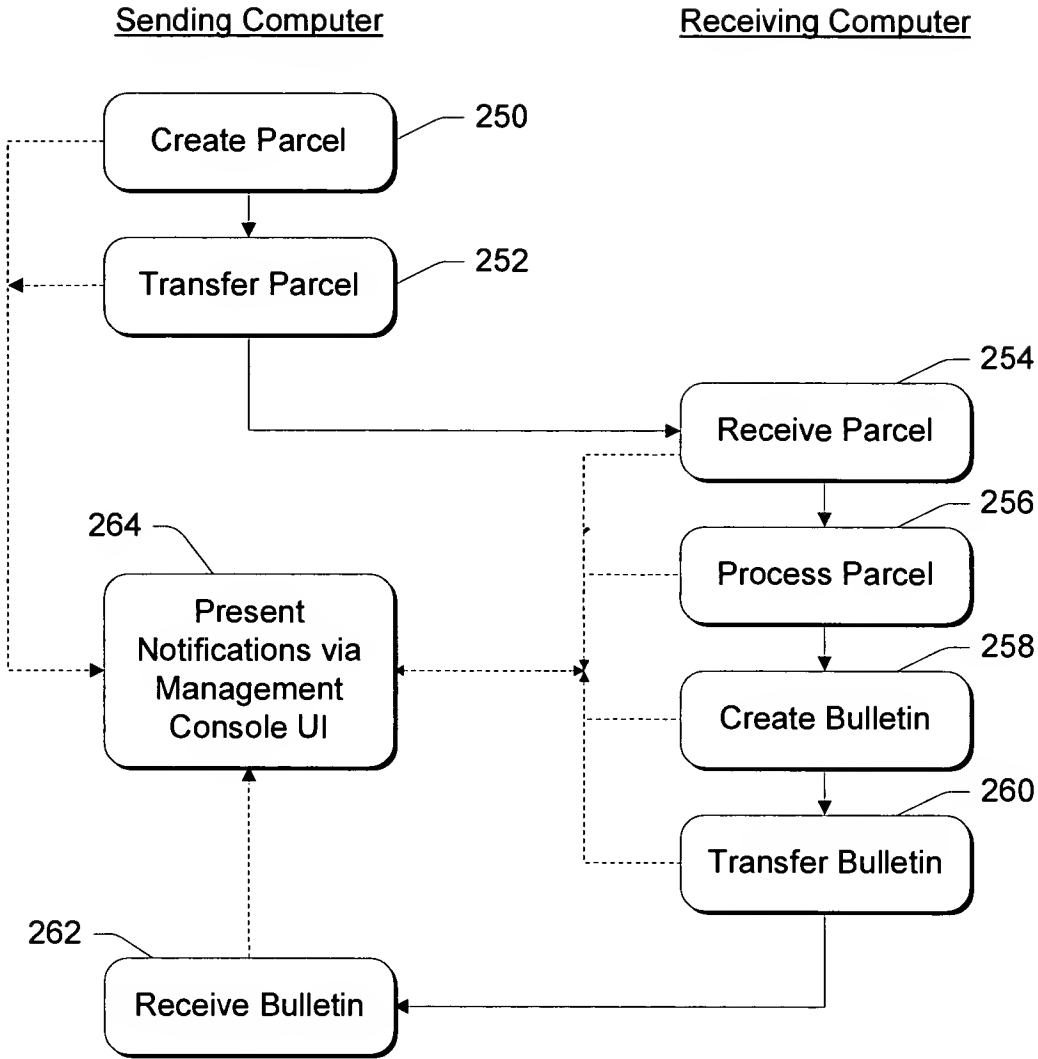 Sending Computer
Receiving Computer
Create Parcel
250
Transfer Parcel
252
254
Receive Parcel
256
Process Parcel
264
Present
Notifications via
Management
Console UI
258
Create Bulletin
260
Transfer Bulletin
262
Receive Bulletin